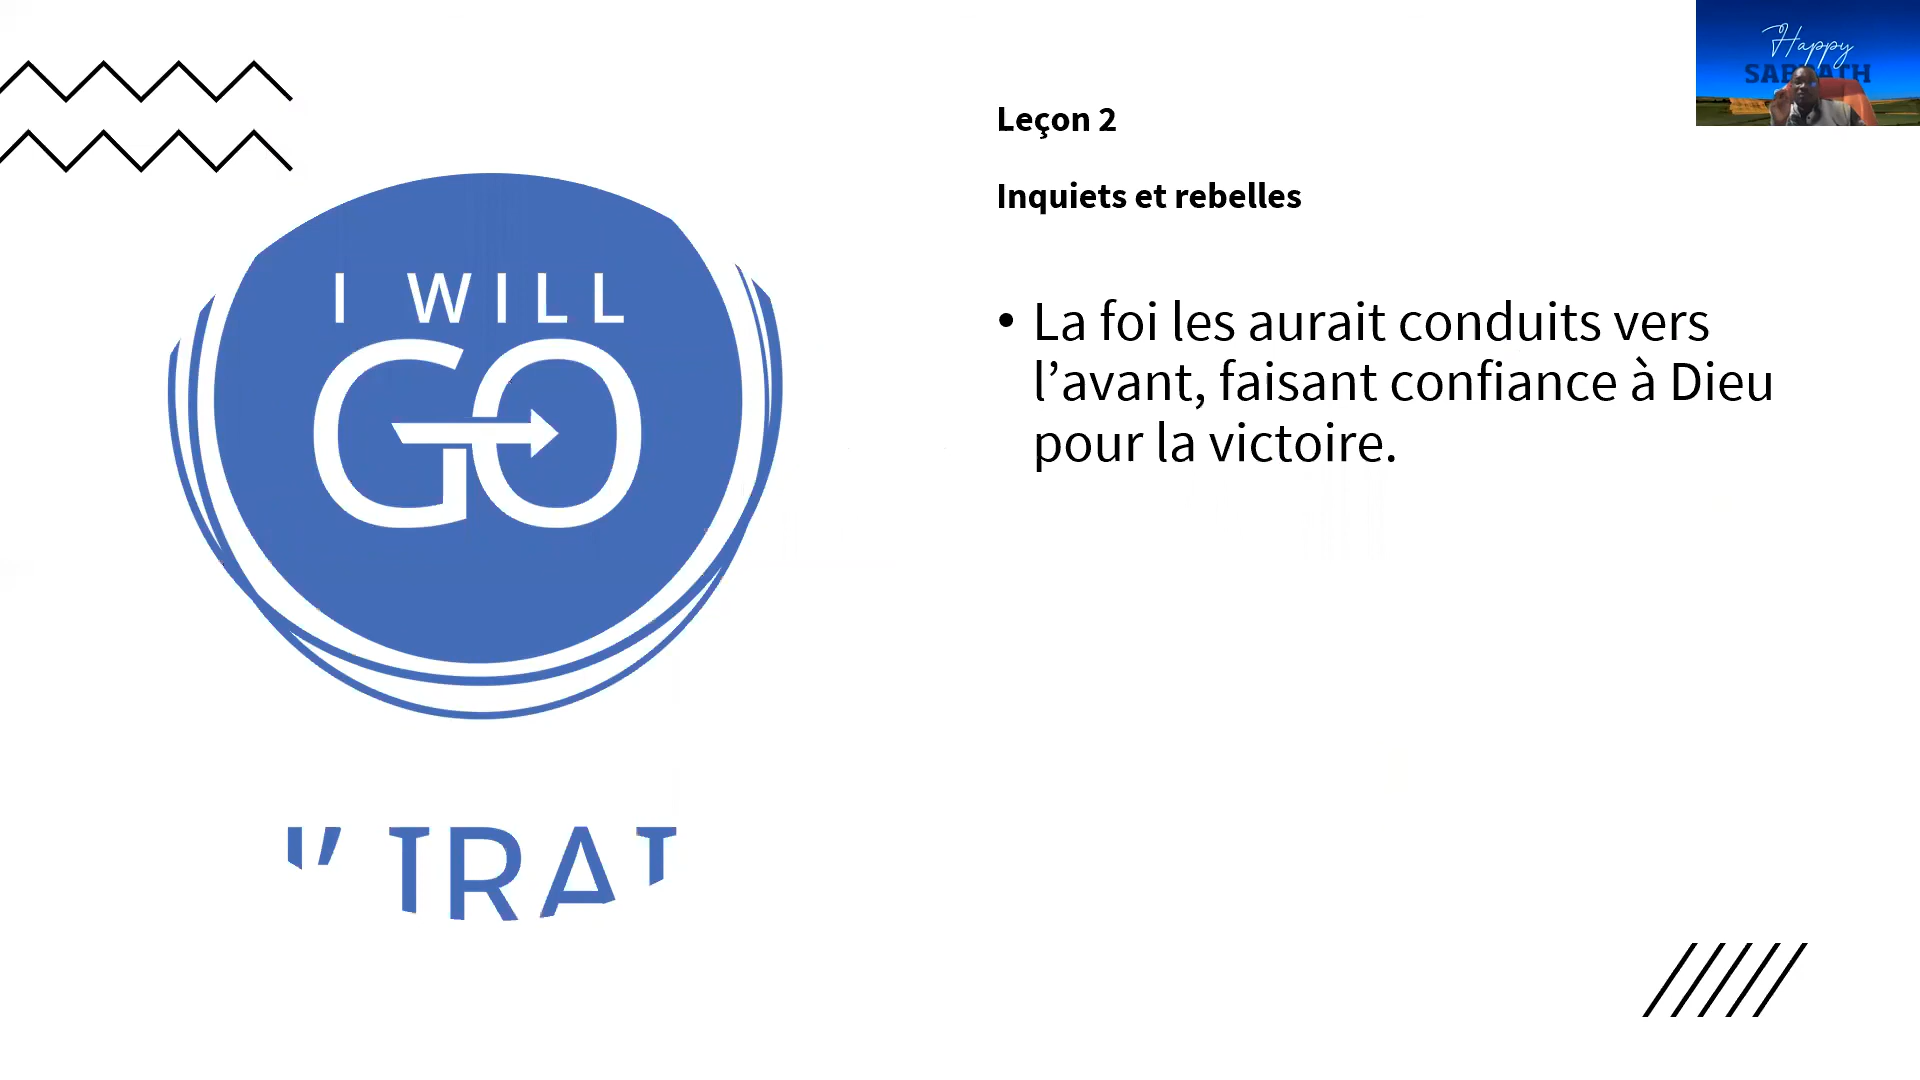 Happy
Leçon 2
Inquiets et rebelles
I WILL
GO
• La foi les aurait conduits vers
l’avant, faisant confiance à Dieu
pour la victoire.